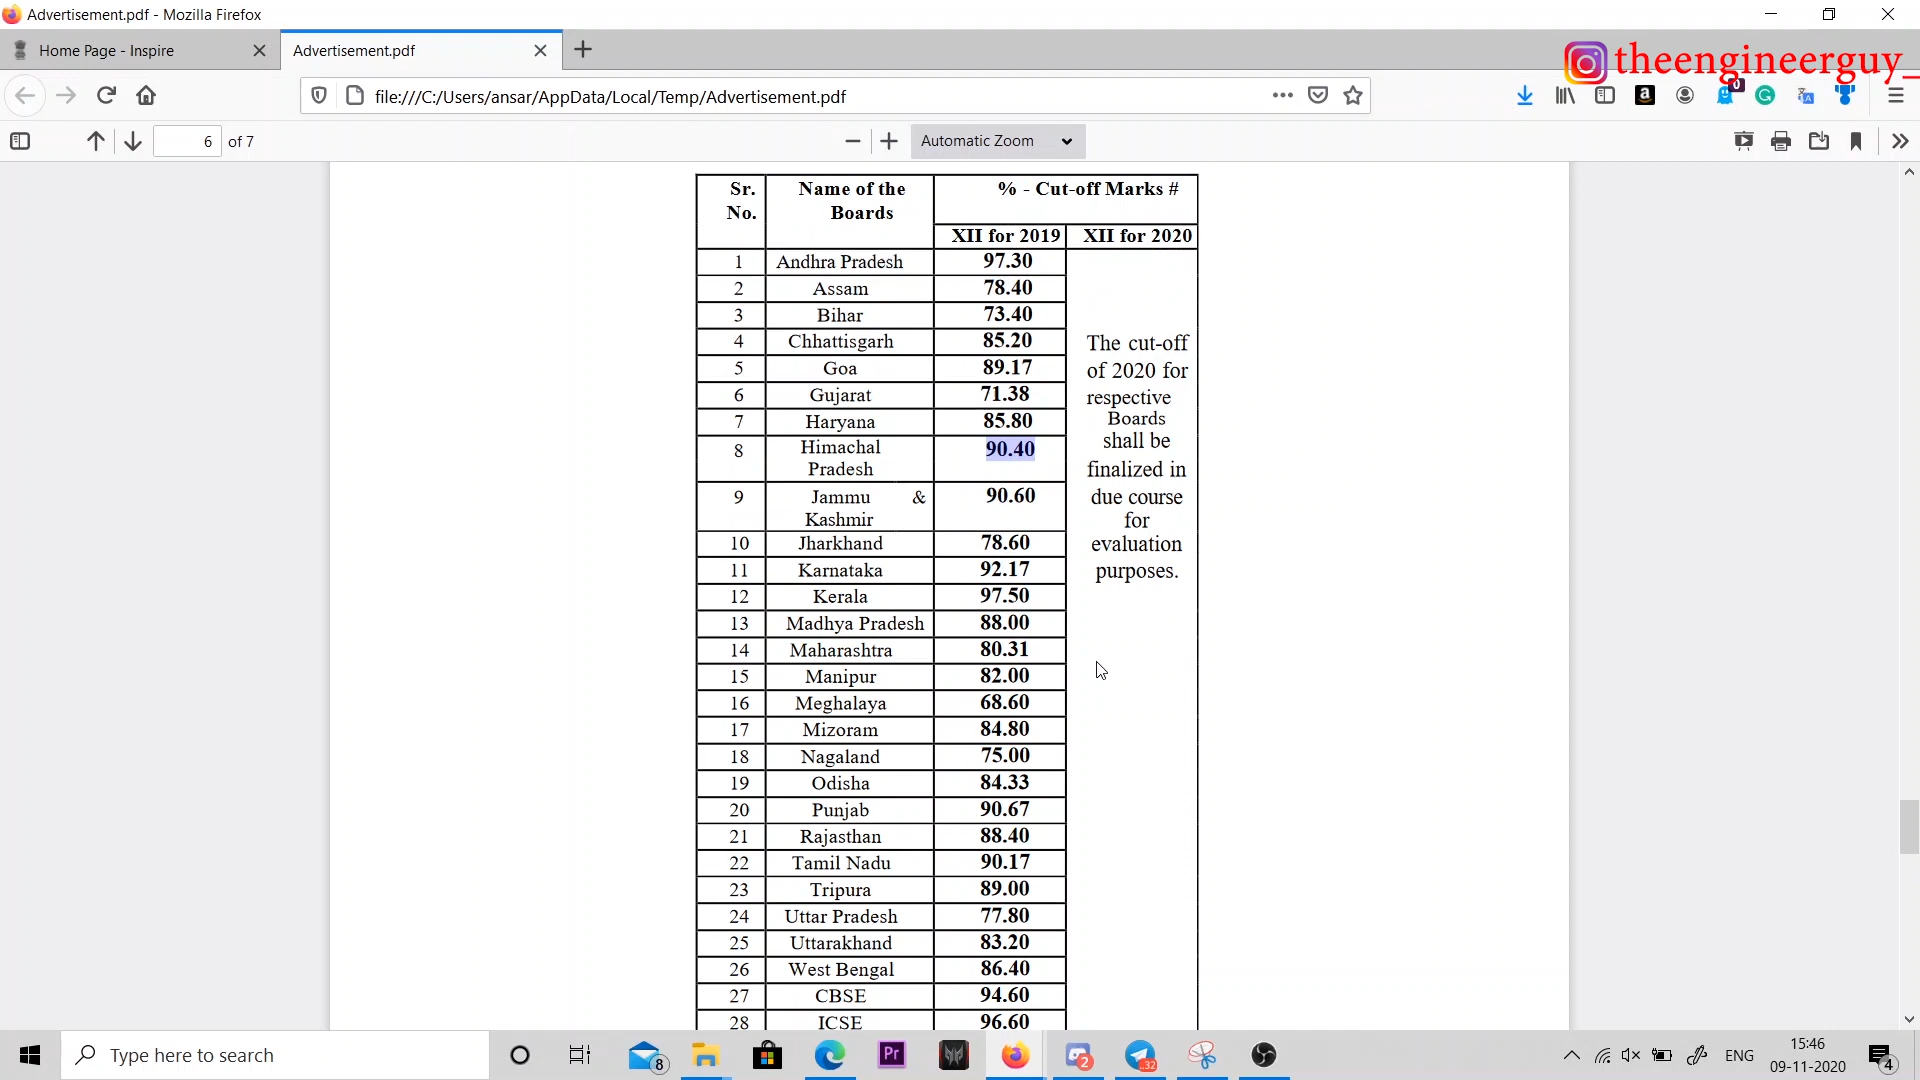 Advertisement.pdf - Mozilla Firefox
Home Page - Inspire
Advertisement.pdf
theengineerguy_
file:///C:/Users/ansar/AppData/Local/Temp/Advertisement.pdf
0
6 of 7
Automatic Zoom
Sr. No. Name of the Boards % - Cut-off Marks #
XII for 2019 XII for 2020
1 Andhra Pradesh 97.30
2 Assam 78.40
3 Bihar 73.40
4 Chhattisgarh 85.20
5 Goa 89.17
6 Gujarat 71.38
7 Haryana 85.80
8 Himachal Pradesh 90.40
9 Jammu & Kashmir 90.60
10 Jharkhand 78.60
11 Karnataka 92.17
12 Kerala 97.50
13 Madhya Pradesh 88.00
14 Maharashtra 80.31
15 Manipur 82.00
16 Meghalaya 68.60
17 Mizoram 84.80
18 Nagaland 75.00
19 Odisha 84.33
20 Punjab 90.67
21 Rajasthan 88.40
22 Tamil Nadu 90.17
23 Tripura 89.00
24 Uttar Pradesh 77.80
25 Uttarakhand 83.20
26 West Bengal 86.40
27 CBSE 94.60
28 ICSE 96.60
The cut-off
of 2020 for
respective
Boards
shall be
finalized in
due course
for
evaluation
purposes.
Type here to search
8
Pr
2
..32
ENG
15:46
09-11-2020
4